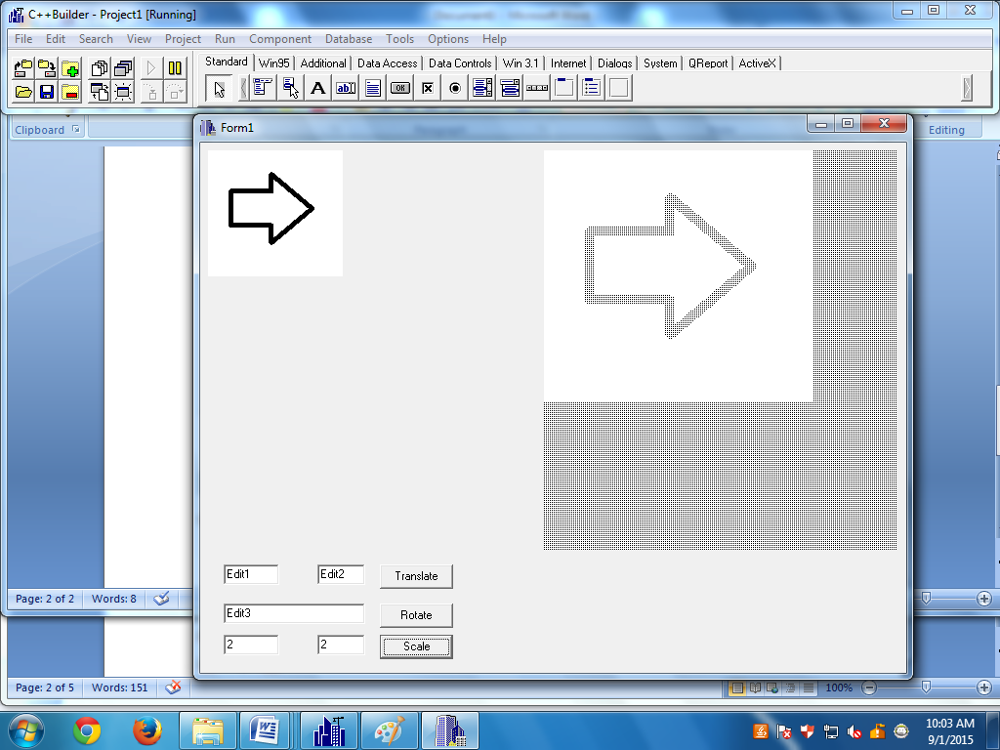 C++Builder - Project1 [Running]
File Edit Search View Project Run Component Database Tools Options Help
Standard Win95 Additional Data Access Data Controls Win 3.1 Internet Dialogs System QReport ActiveX
A ab OK
Clipboard Editing
Form1
Edit1 Edit2 Translate
Edit3 Rotate
2 2 Scale
Page: 2 of 2 Words: 8
Page: 2 of 5 Words: 151 100%
10:03 AM
9/1/2015